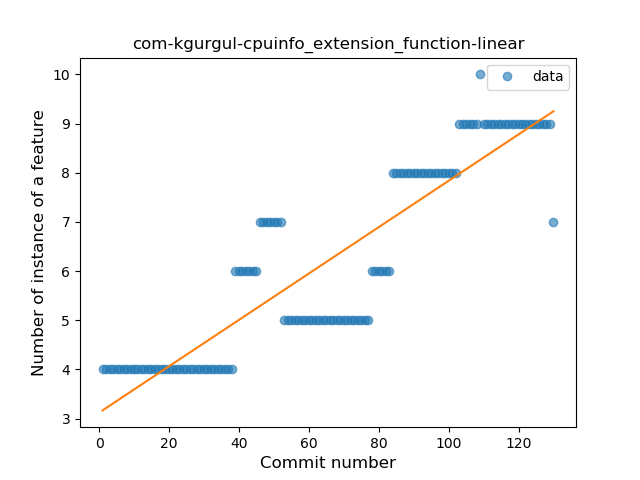 com-kgurgul-cpuinfo_extension_function-linear
data
Number of instance of a feature
10
9
8
7
6
5
4
3
0 20 40 60 80 100 120
Commit number